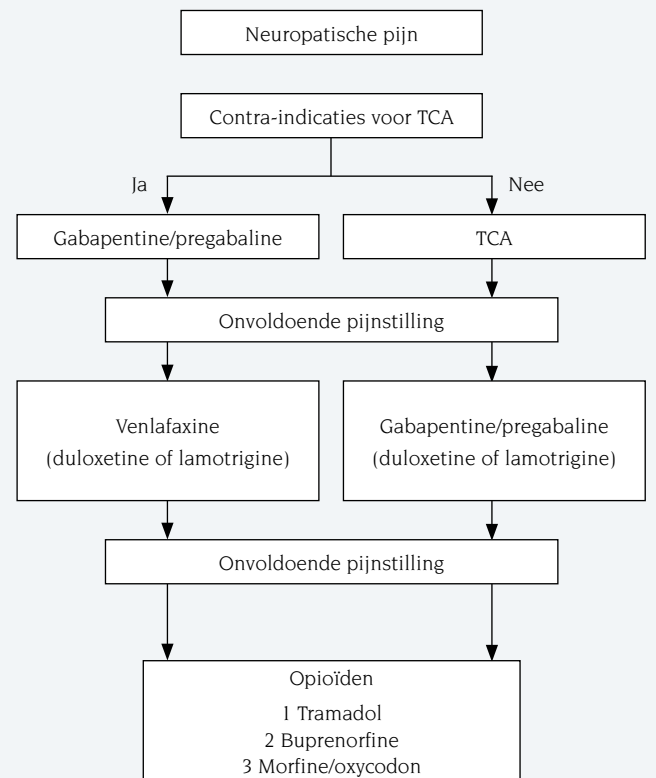 Neuropatische pijn
Contra-indicaties voor TCA
Ja
Nee
Gabapentine/pregabaline
TCA
Onvoldoende pijnstilling
Venlafaxine
(duloxetine of lamotrigine)
Gabapentine/pregabaline
(duloxetine of lamotrigine)
Onvoldoende pijnstilling
Opioïden
1 Tramadol
2 Buprenorfine
3 Morfine/oxycodon